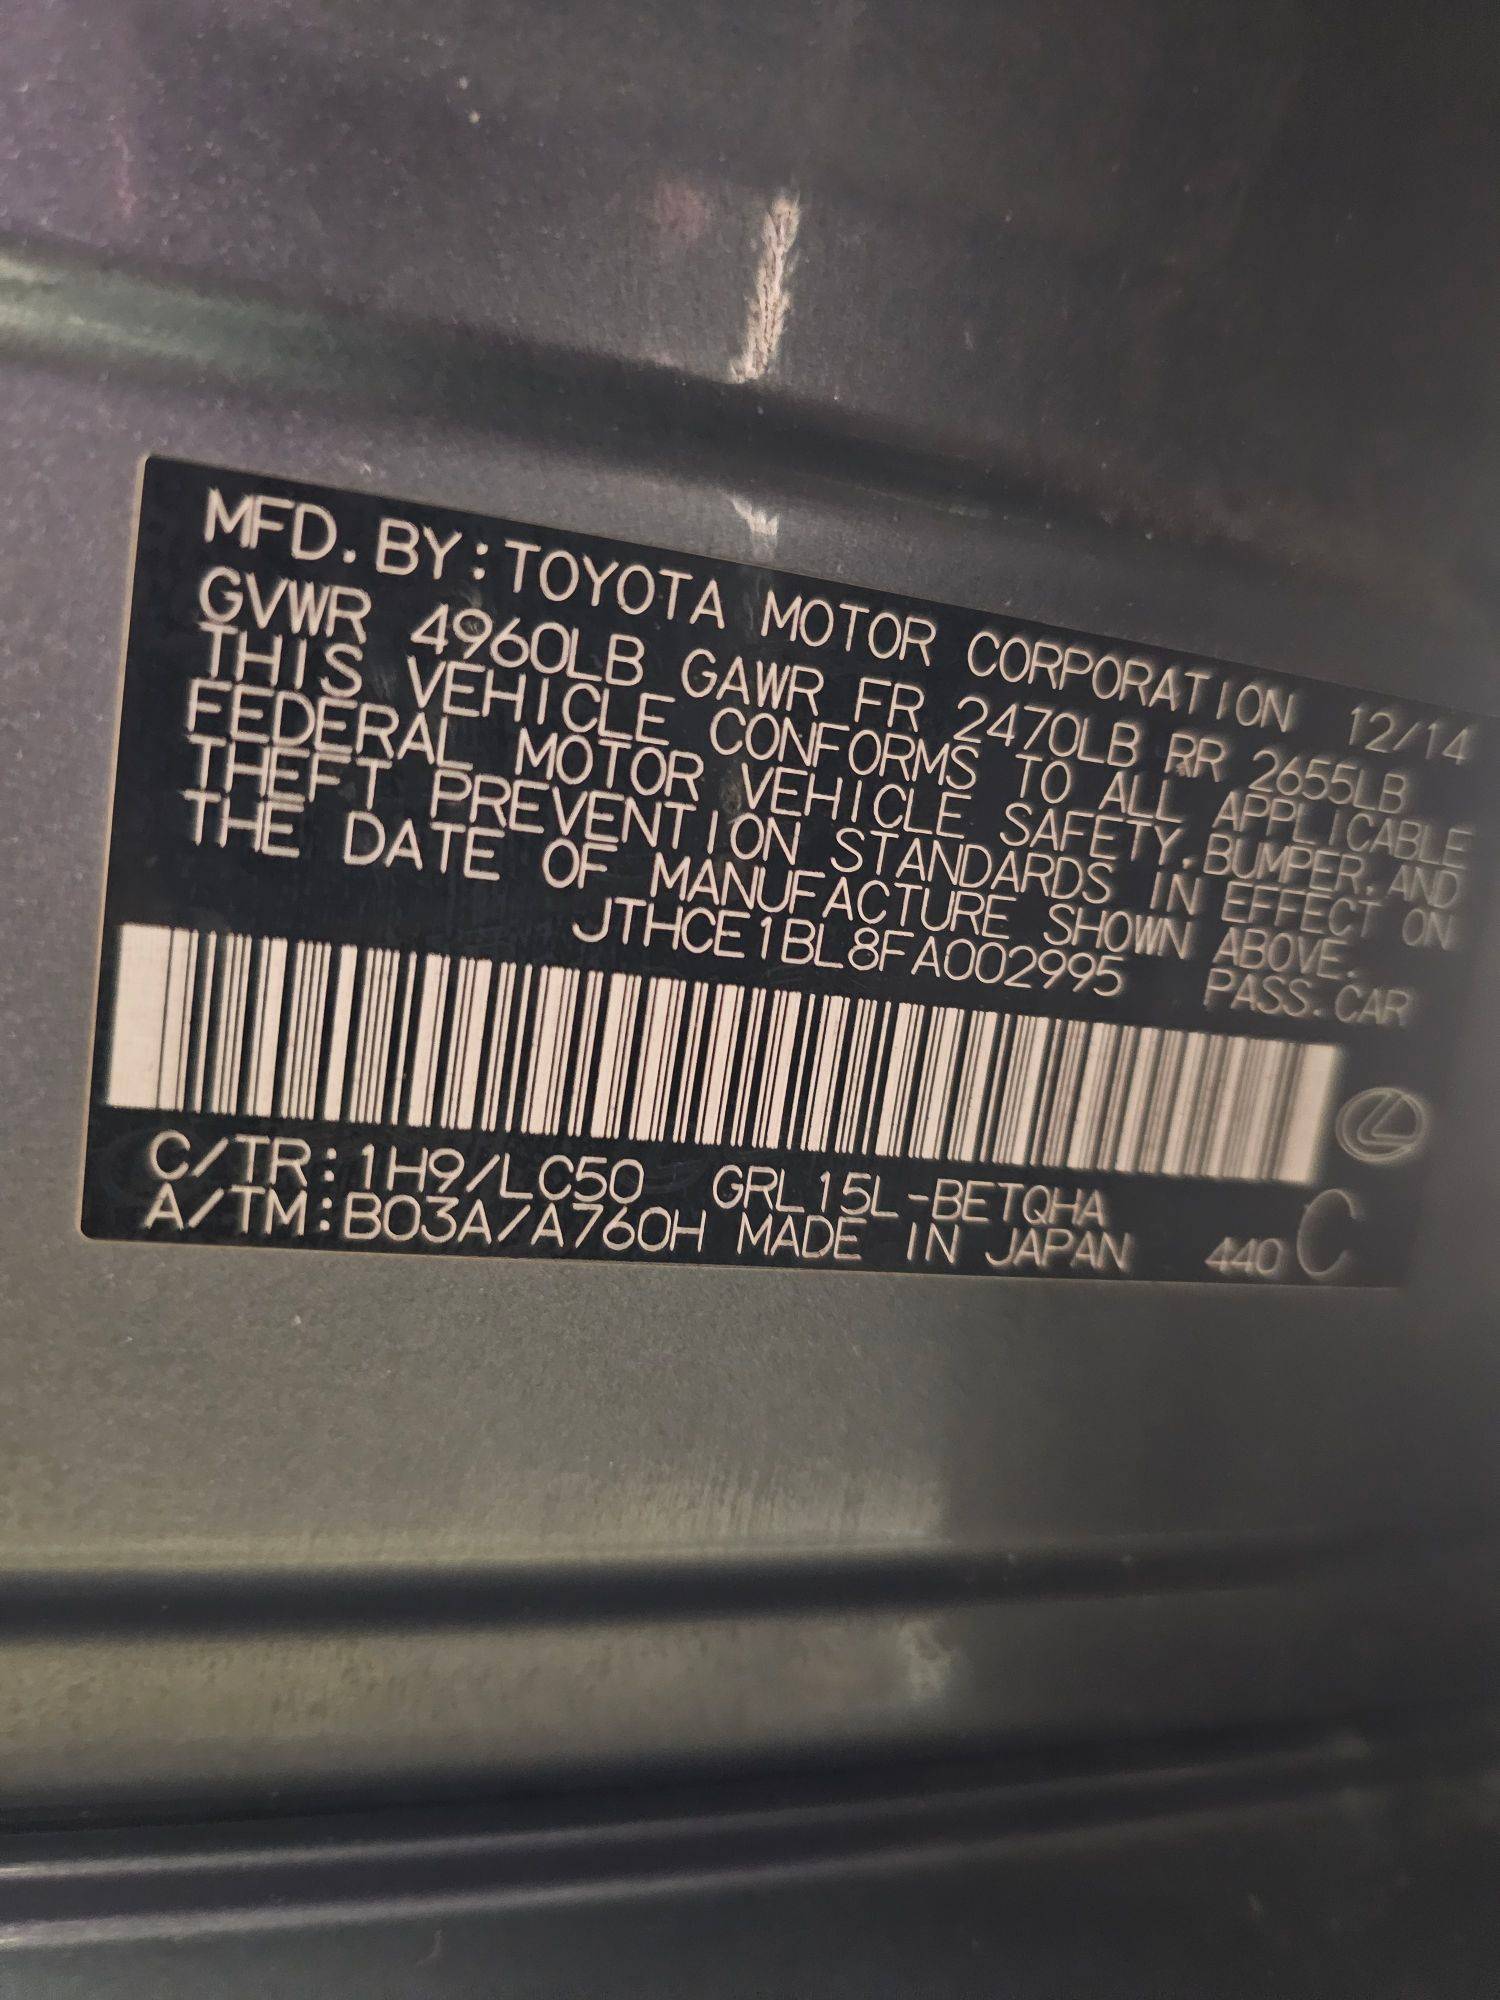 MFD.BY:TOYOTA MOTOR CORPORATION 12/14
GVWR 4960LB GAWR FR 2470LB RR 2655LB
THIS VEHICLE CONFORMS TO ALL APPLICABLE
FEDERAL MOTOR VEHICLE SAFETY,BUMPER,AND
THEFT PREVENTION STANDARDS IN EFFECT ON
THE DATE OF MANUFACTURE SHOWN ABOVE.
JTHCE1BL8FA002995 PASS.CAR
C/TR:1H9/LC50 GRL15L-BETQHA
A/TM:B03A/A760H MADE IN JAPAN 440 C